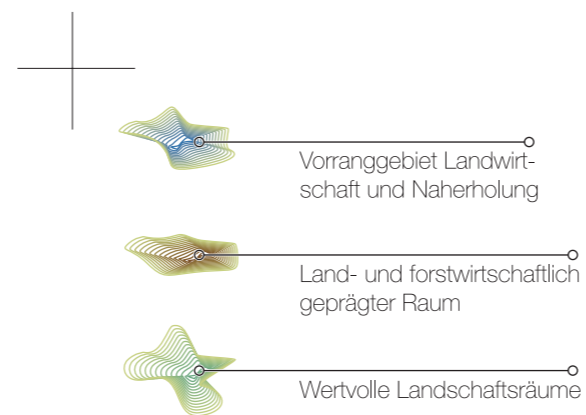 Vorranggebiet Landwirt-
schaft und Naherholung
Land- und forstwirtschaftlich
geprägter Raum
Wertvolle Landschaftsräume